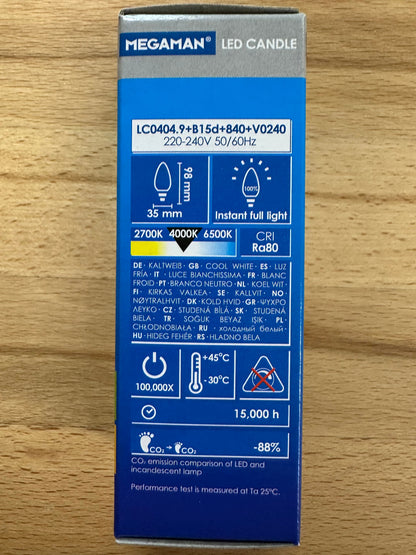 MEGAMAN® LED CANDLE
LC0404.9+B15d+840+V0240
220-240V 50/60Hz
98 mm
35 mm
100%
Instant full light
2700K 4000K 6500K
CRI
Ra80
DE · KALTWEIß · GB · COOL WHITE · ES · LUZ
FRÍA · IT · LUCE BIANCHISSIMA · FR · BLANC
FROID · PT · BRANCO NEUTRO · NL · KOEL WIT ·
FI · KIRKAS VALKEA · SE · KALLVIT · NO ·
NØYTRALHVIT · DK · KOLD HVID · GR · ΨΥΧΡΟ
ΛΕΥΚΟ · CZ · STUDENÁ BÍLÁ · SK · STUDENÁ
BIELA · TR · SOGUK BEYAZ ISK · PL ·
CHŁODNOBIAŁA · RU · холодный белый ·
HU · HIDEG FEHÉR · RS · HLADNO BELA
100,000X
+45°C
-30°C
15,000 h
CO₂ → CO₂
-88%
CO₂ emission comparison of LED and
incandescent lamp
Performance test is measured at Ta 25°C.